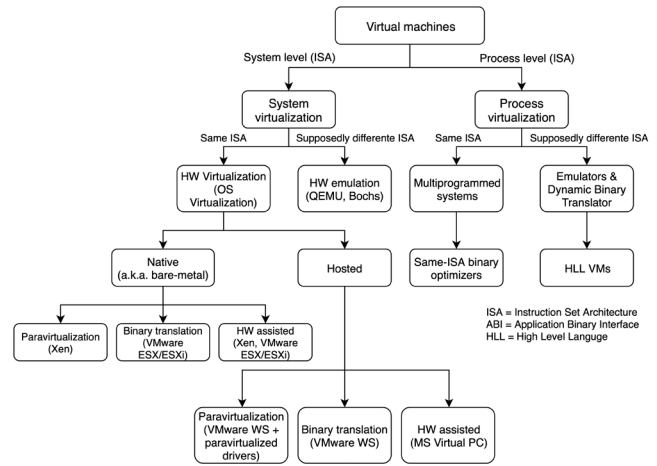 Virtual machines
System level (ISA)
Process level (ISA)
System
virtualization
Process
virtualization
Same ISA
Supposedly differente ISA
Same ISA
Supposedly differente ISA
HW Virtualization
(OS
Virtualization)
HW emulation
(QEMU, Bochs)
Multiprogrammed
systems
Emulators &
Dynamic Binary
Translator
Native
(a.k.a. bare-metal)
Hosted
Same-ISA binary
optimizers
HLL VMs
ISA = Instruction Set Architecture
ABI = Application Binary Interface
HLL = High Level Languge
Paravirtualization
(Xen)
Binary translation
(VMware
ESX/ESXi)
HW assisted
(Xen, VMware
ESX/ESXi)
Paravirtualization
(VMware WS +
paravirtualized
drivers)
Binary translation
(VMware WS)
HW assisted
(MS Virtual PC)